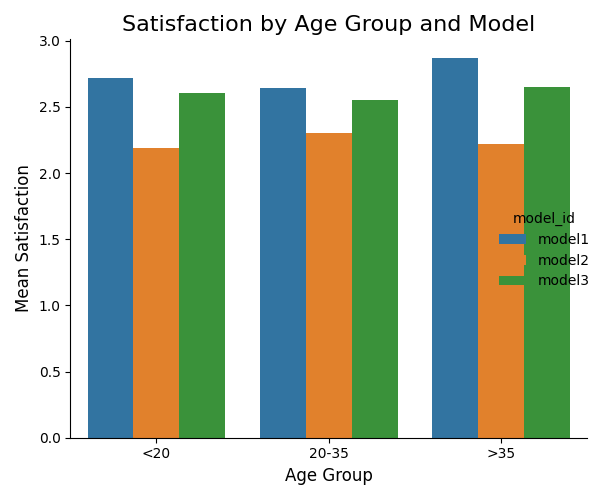 Satisfaction by Age Group and Model
3.0
2.5
2.0
1.5
1.0
0.5
0.0
Mean Satisfaction
<20
20-35
>35
Age Group
model_id
model1
model2
model3